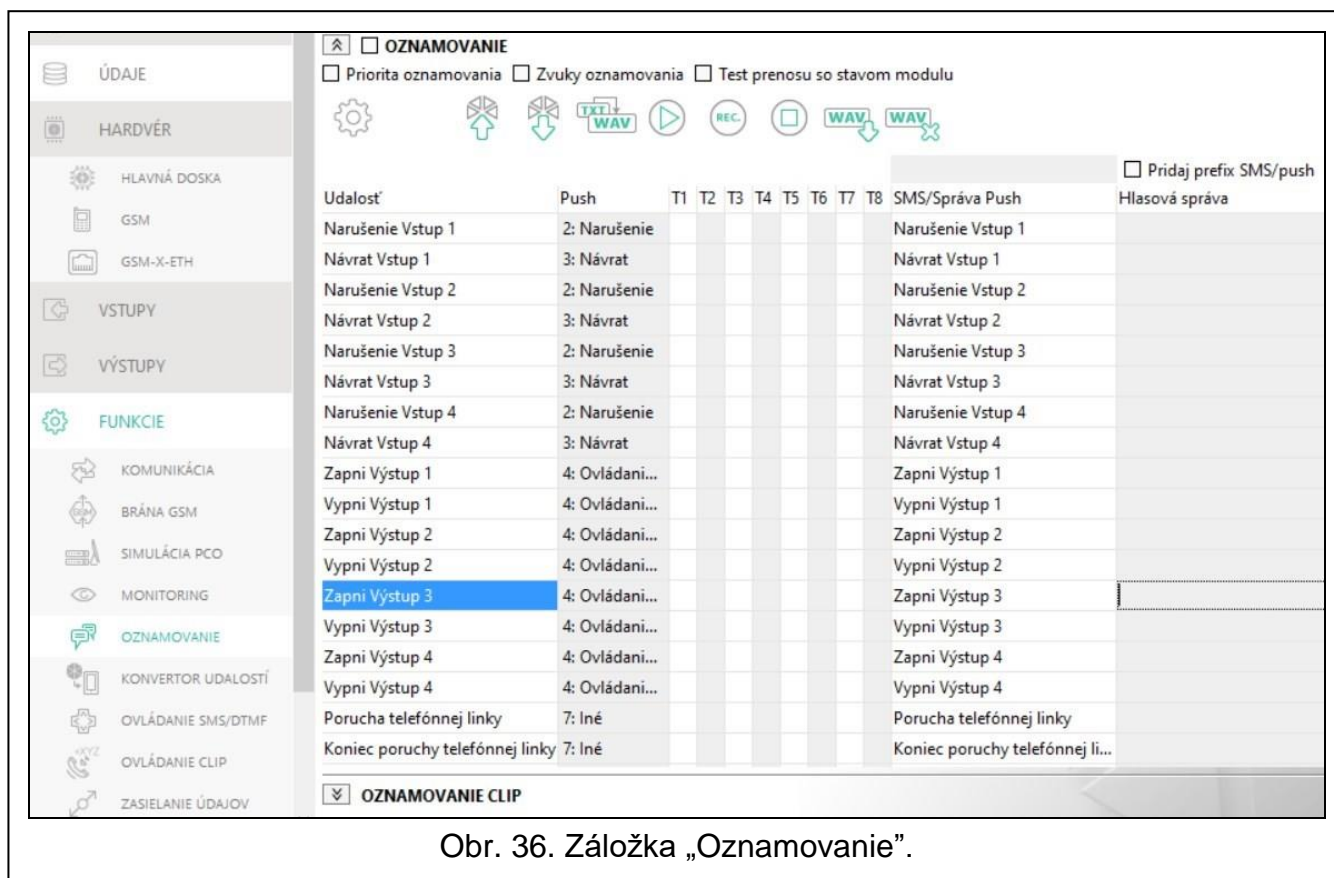 OZNAMOVANIE
Priorita oznamovania Zvuky oznamovania Test prenosu so stavom modulu
TXT WAV REC. WAV WAV
Pridaj prefix SMS/push
Udalosť Push T1 T2 T3 T4 T5 T6 T7 T8 SMS/Správa Push Hlasová správa
Narušenie Vstup 1 2: Narušenie Narušenie Vstup 1
Návrat Vstup 1 3: Návrat Návrat Vstup 1
Narušenie Vstup 2 2: Narušenie Narušenie Vstup 2
Návrat Vstup 2 3: Návrat Návrat Vstup 2
Narušenie Vstup 3 2: Narušenie Narušenie Vstup 3
Návrat Vstup 3 3: Návrat Návrat Vstup 3
Narušenie Vstup 4 2: Narušenie Narušenie Vstup 4
Návrat Vstup 4 3: Návrat Návrat Vstup 4
Zapni Výstup 1 4: Ovládani... Zapni Výstup 1
Vypni Výstup 1 4: Ovládani... Vypni Výstup 1
Zapni Výstup 2 4: Ovládani... Zapni Výstup 2
Vypni Výstup 2 4: Ovládani... Vypni Výstup 2
Zapni Výstup 3 4: Ovládani... Zapni Výstup 3
Vypni Výstup 3 4: Ovládani... Vypni Výstup 3
Zapni Výstup 4 4: Ovládani... Zapni Výstup 4
Vypni Výstup 4 4: Ovládani... Vypni Výstup 4
Porucha telefónnej linky 7: Iné Porucha telefónnej linky
Koniec poruchy telefónnej linky 7: Iné Koniec poruchy telefónnej li...
OZNAMOVANIE CLIP
ÚDAJE
HARDVÉR
HLAVNÁ DOSKA
GSM
GSM-X-ETH
VSTUPY
VÝSTUPY
FUNKCIE
KOMUNIKÁCIA
BRÁNA GSM
SIMULÁCIA PCO
MONITORING
OZNAMOVANIE
KONVERTOR UDALOSTÍ
OVLÁDANIE SMS/DTMF
OVLÁDANIE CLIP
ZASIELANIE ÚDAJOV
Obr. 36. Záložka „Oznamovanie”.